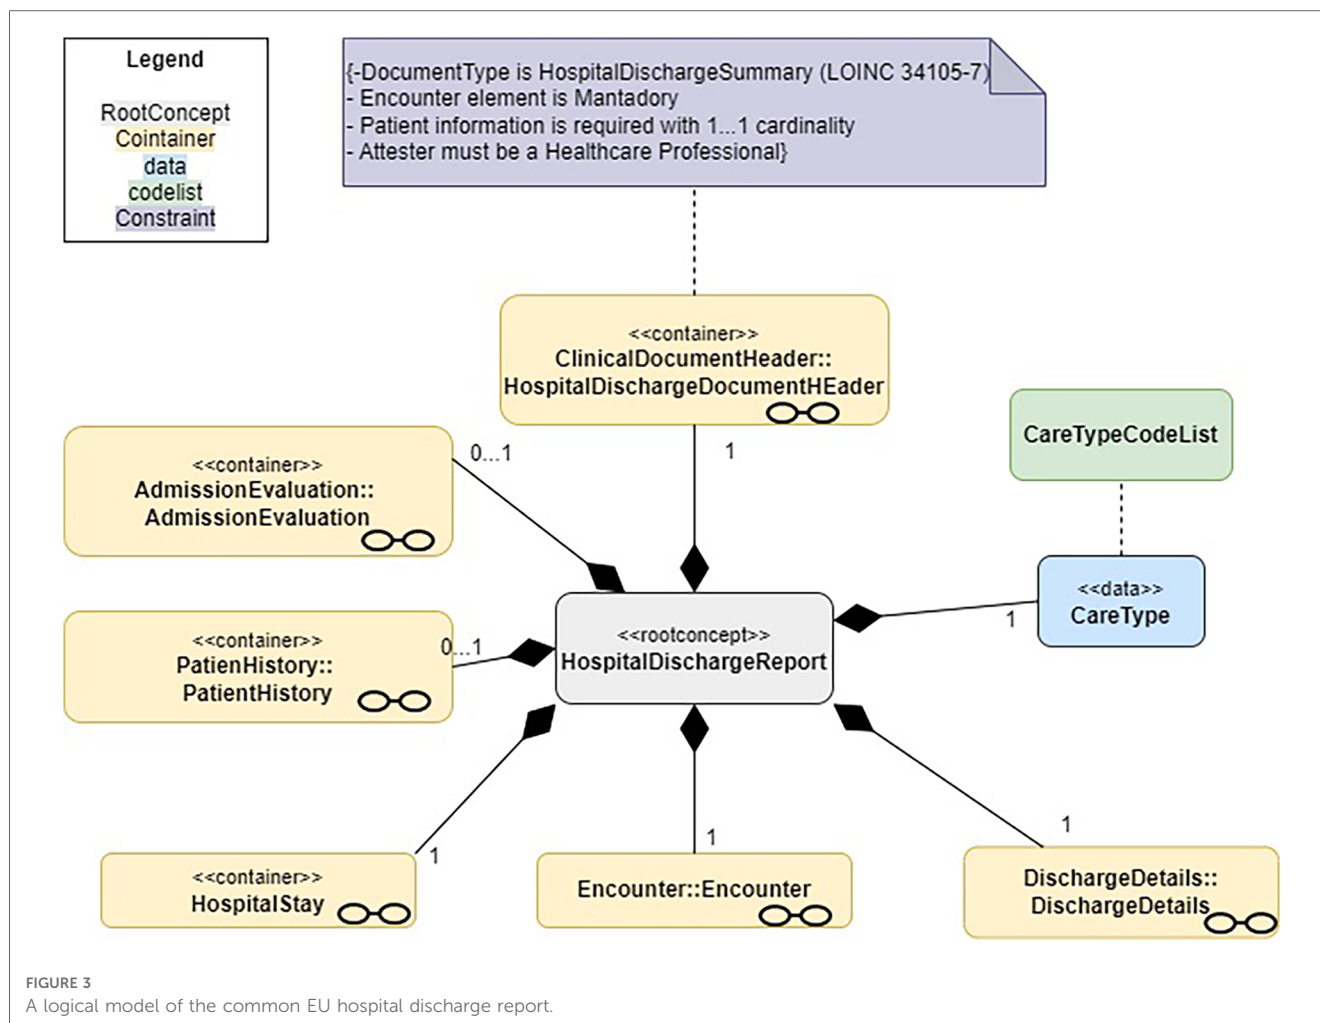 Legend
RootConcept
Cointainer
data
codelist
Constraint
{-DocumentType is HospitalDischargeSummary (LOINC 34105-7)
- Encounter element is Mantadory
- Patient information is required with 1...1 cardinality
- Attester must be a Healthcare Professional}
<<container>>
ClinicalDocumentHeader::
HospitalDischargeDocumentHEader
1
CareTypeCodeList
<<container>>
AdmissionEvaluation::
AdmissionEvaluation
0...1
<<data>>
CareType
1
<<rootconcept>>
HospitalDischargeReport
<<container>>
PatienHistory::
PatientHistory
0...1
<<container>>
HospitalStay
1
Encounter::Encounter
1
DischargeDetails::
DischargeDetails
1
FIGURE 3
A logical model of the common EU hospital discharge report.